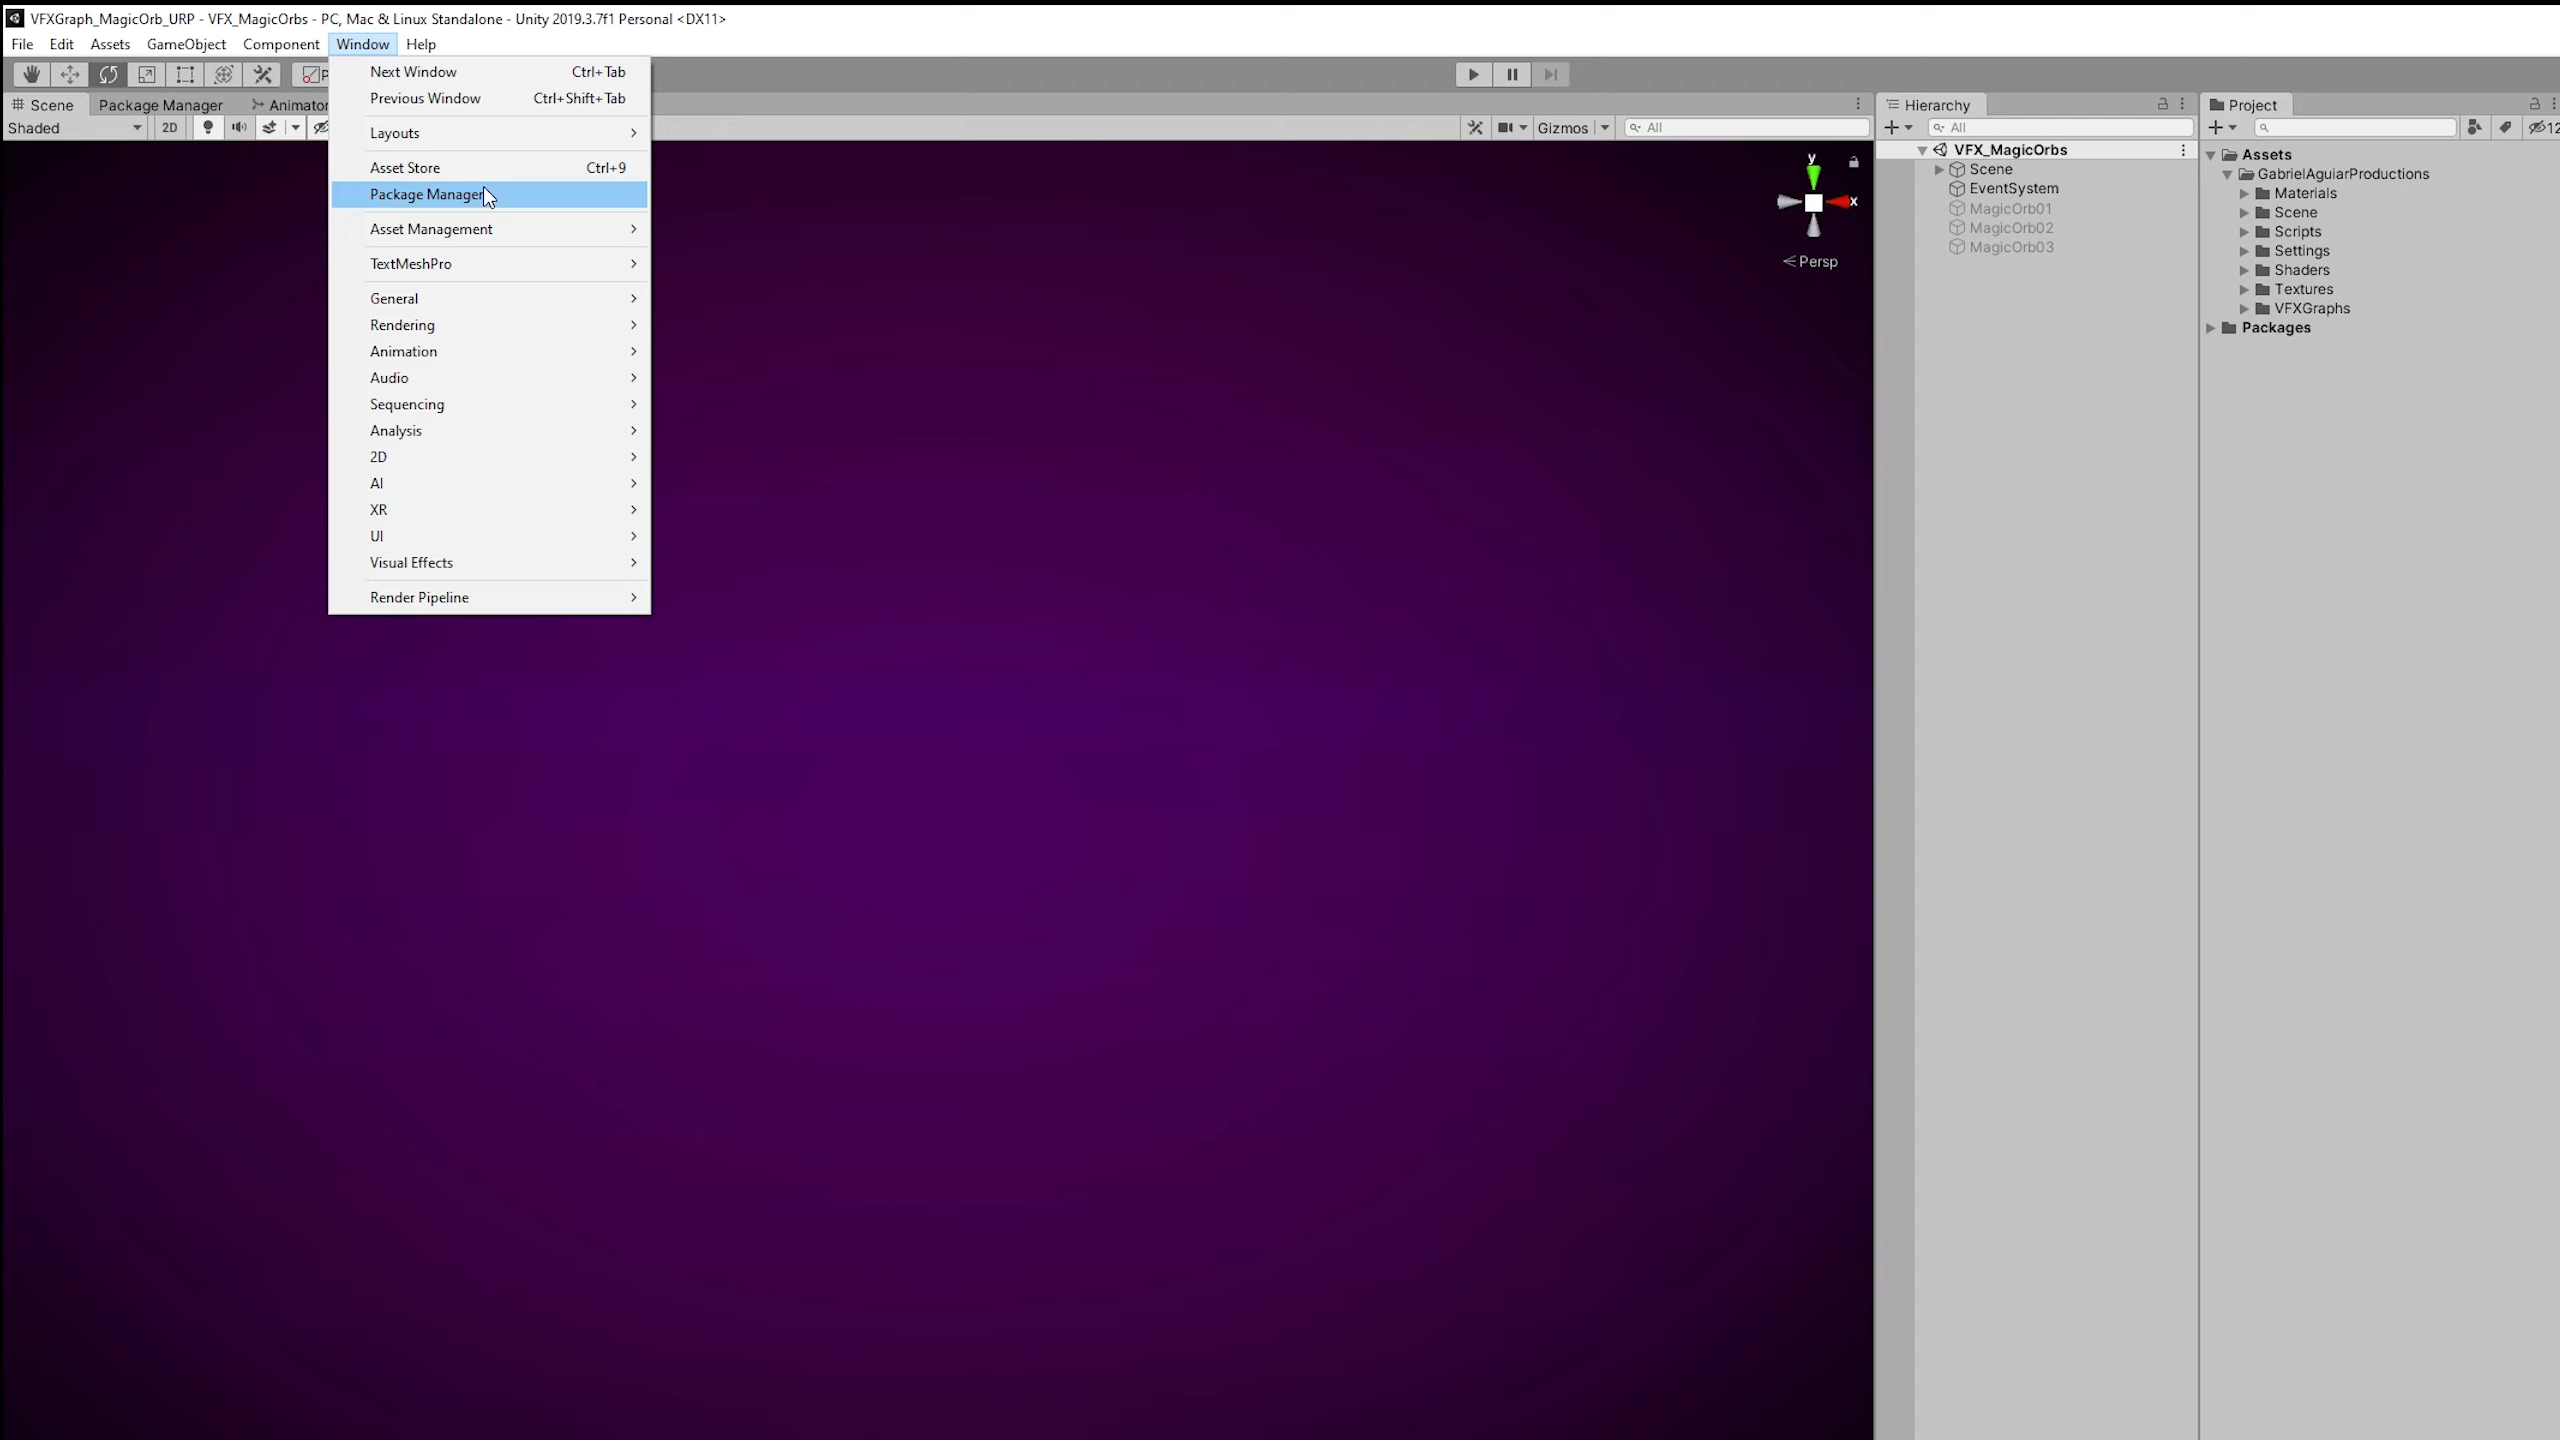 VFXGraph_MagicOrb_URP - VFX_MagicOrbs - PC, Mac & Linux Standalone - Unity 2019.3.7f1 Personal <DX11>
File Edit Assets GameObject Component Window Help
Next Window Ctrl+Tab
Previous Window Ctrl+Shift+Tab
Layouts
Asset Store Ctrl+9
Package Manager
Asset Management
TextMeshPro
General
Rendering
Animation
Audio
Sequencing
Analysis
2D
AI
XR
UI
Visual Effects
Render Pipeline
Scene Package Manager Animator
Shaded 2D
Gizmos All
y
x
Persp
Hierarchy
All
VFX_MagicOrbs
Scene
EventSystem
MagicOrb01
MagicOrb02
MagicOrb03
Project
12
Assets
GabrielAguiarProductions
Materials
Scene
Scripts
Settings
Shaders
Textures
VFXGraphs
Packages